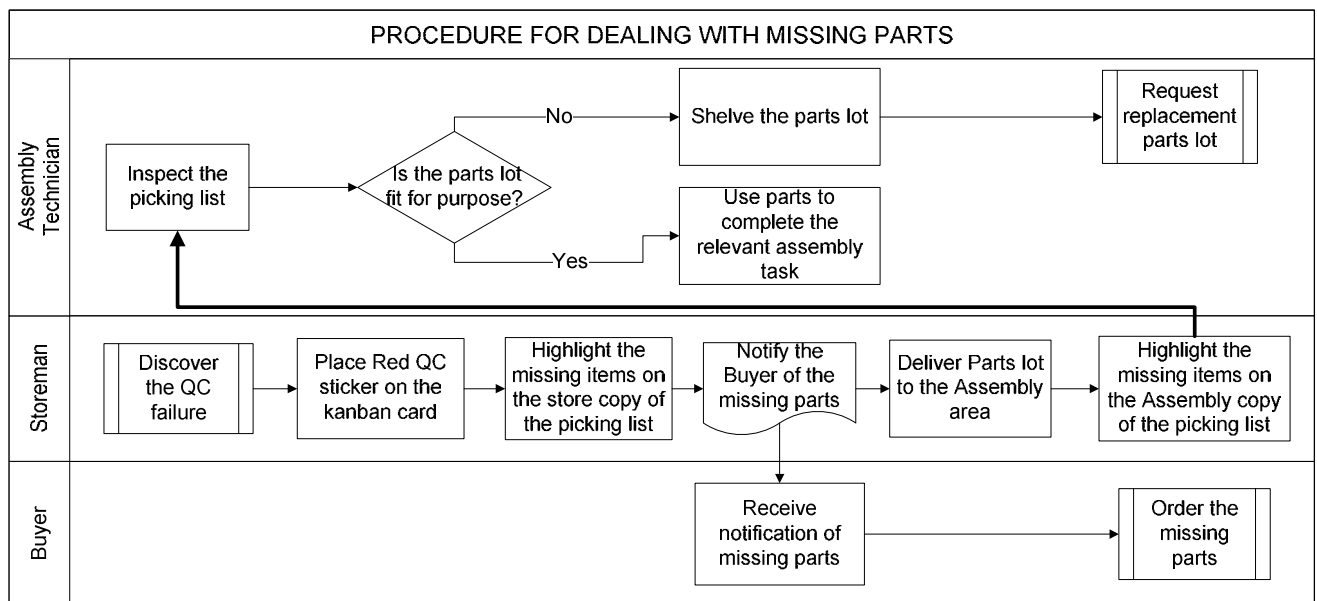 PROCEDURE FOR DEALING WITH MISSING PARTS
Assembly
Technician
Inspect the
picking list
Is the parts lot
fit for purpose?
No
Yes
Shelve the parts lot
Use parts to
complete the
relevant assembly
task
Request
replacement
parts lot
Storeman
Discover
the QC
failure
Place Red QC
sticker on the
kanban card
Highlight the
missing items on
the store copy of
the picking list
Notify the
Buyer of the
missing parts
Deliver Parts lot
to the Assembly
area
Highlight the
missing items on
the Assembly copy
of the picking list
Buyer
Receive
notification of
missing parts
Order the
missing
parts